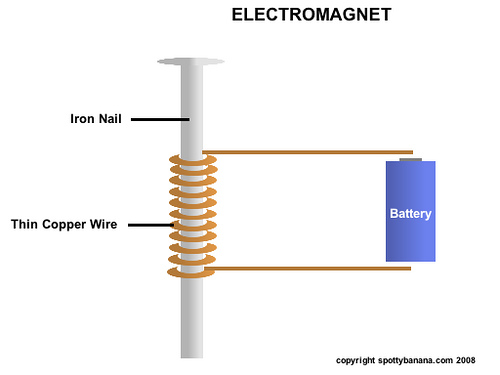 ELECTROMAGNET
Iron Nail
Battery
Thin Copper Wire
copyright spottybanana.com 2008